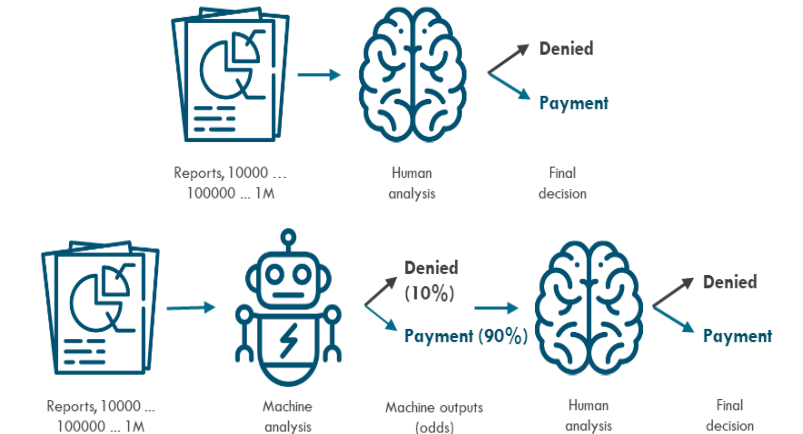 Denied
Payment
Reports, 10000 ...
100000 ... 1M
Human
analysis
Final
decision
Denied
(10%)
Payment (90%)
Denied
Payment
Reports, 10000 ...
100000 ... 1M
Machine
analysis
Machine outputs
(odds)
Human
analysis
Final
decision